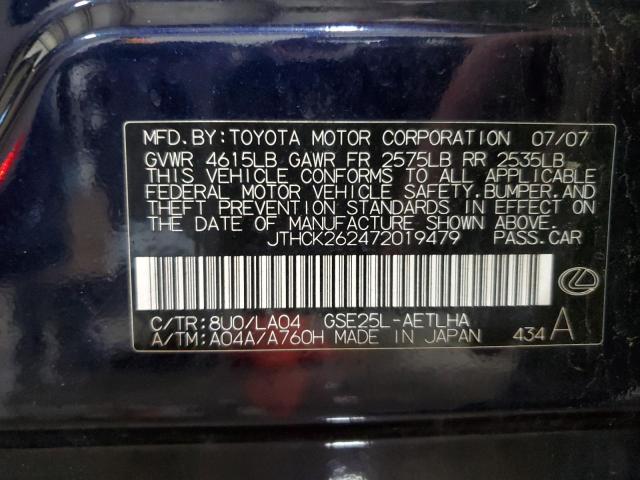 MFD. BY: TOYOTA MOTOR CORPORATION 07/07
GVWR 4615LB GAWR FR 2575LB RR 2535LB
THIS VEHICLE CONFORMS TO ALL APPLICABLE
FEDERAL MOTOR VEHICLE SAFETY, BUMPER, AND
THEFT PREVENTION STANDARDS IN EFFECT ON
THE DATE OF MANUFACTURE SHOWN ABOVE.
JTHCK262472019479 PASS. CAR
C/TR: 8U0/LA04 GSE25L-AETLHA
A/TM: A04A/A760H MADE IN JAPAN 434 A